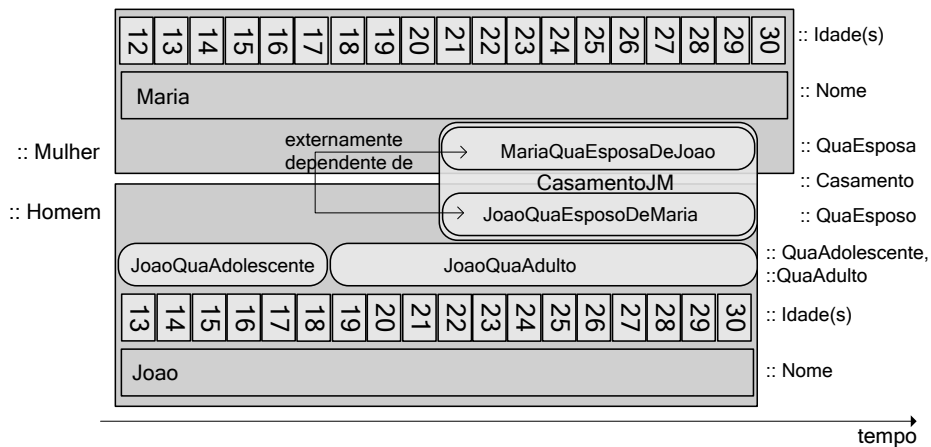 12 13 14 15 16 17 18 19 20 21 22 23 24 25 26 27 28 29 30 :: Idade(s)
Maria :: Nome
:: Mulher
externamente
dependente de
MariaQuaEsposaDeJoao :: QuaEsposa
CasamentoJM :: Casamento
:: Homem
JoaoQuaEsposoDeMaria :: QuaEsposo
JoaoQuaAdolescente JoaoQuaAdulto :: QuaAdolescente,
::QuaAdulto
13 14 15 16 17 18 19 20 21 22 23 24 25 26 27 28 29 30 :: Idade(s)
Joao :: Nome
tempo